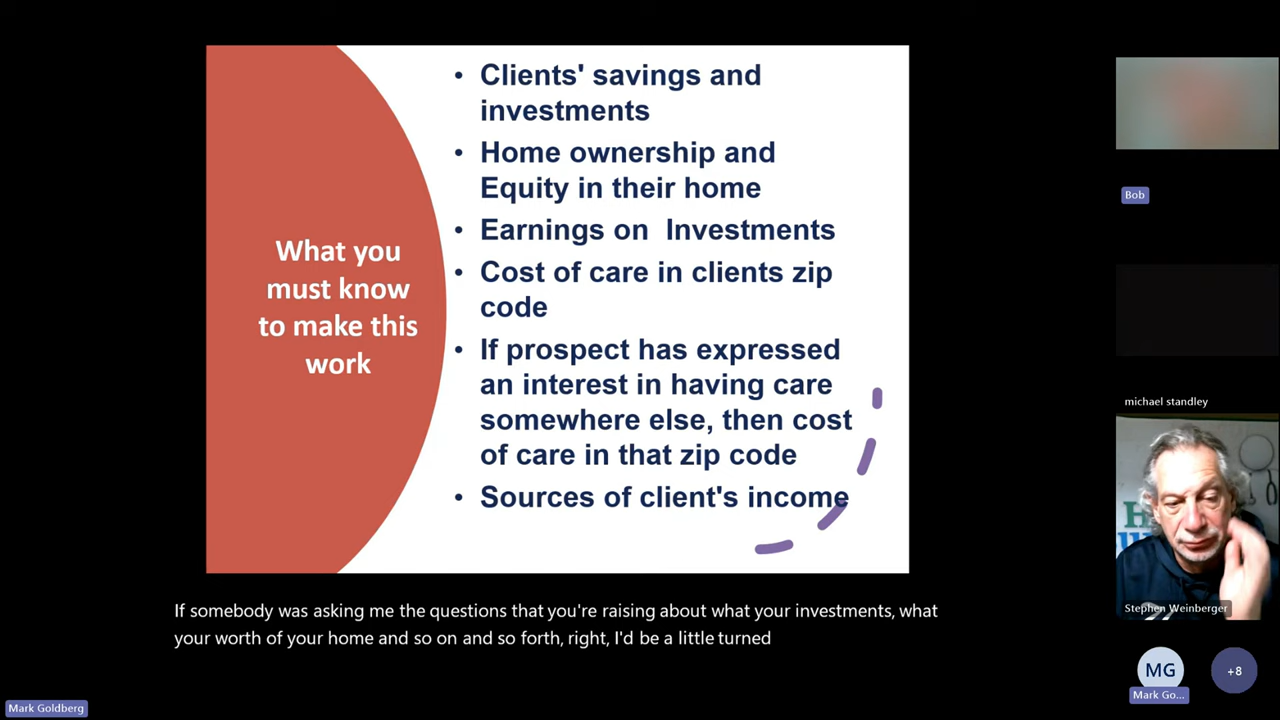 What you
must know
to make this
work
• Clients' savings and
investments
• Home ownership and
Equity in their home
• Earnings on  Investments
• Cost of care in clients zip
code
• If prospect has expressed
an interest in having care
somewhere else, then cost
of care in that zip code
• Sources of client's income
Bob
michael standley
Stephen Weinberger
MG
Mark Go...
+8
If somebody was asking me the questions that you're raising about what your investments, what
your worth of your home and so on and so forth, right, I'd be a little turned
Mark Goldberg